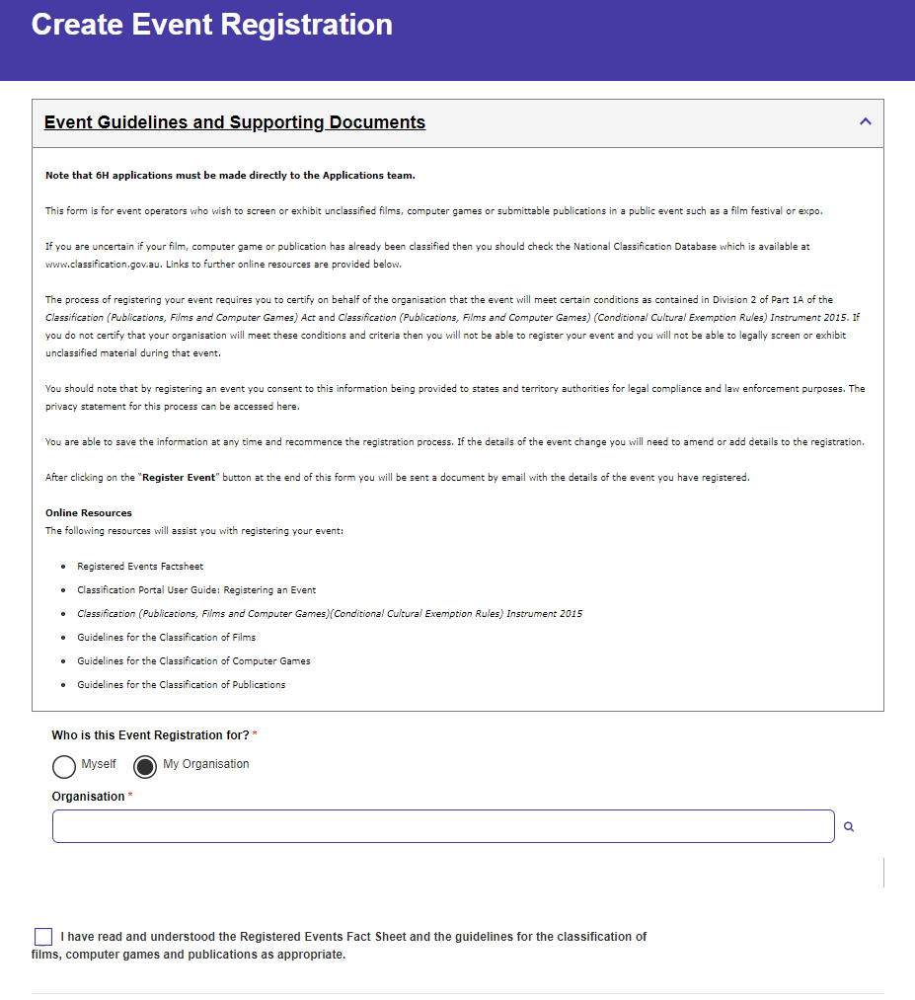 Create Event Registration
Event Guidelines and Supporting Documents
Note that 6H applications must be made directly to the Applications team.
This form is for event operators who wish to screen or exhibit unclassified films, computer games or submittable publications in a public event such as a film festival or expo.
If you are uncertain if your film, computer game or publication has already been classified then you should check the National Classification Database which is available at
www.classification.gov.au. Links to further online resources are provided below.
The process of registering your event requires you to certify on behalf of the organisation that the event will meet certain conditions as contained in Division 2 of Part 1A of the
Classification (Publications, Films and Computer Games) Act and Classification (Publications, Films and Computer Games) (Conditional Cultural Exemption Rules) Instrument 2015. If
you do not certify that your organisation will meet these conditions and criteria then you will not be able to register your event and you will not be able to legally screen or exhibit
unclassified material during that event.
You should note that by registering an event you consent to this information being provided to states and territory authorities for legal compliance and law enforcement purposes. The
privacy statement for this process can be accessed here.
You are able to save the information at any time and recommence the registration process. If the details of the event change you will need to amend or add details to the registration.
After clicking on the "Register Event" button at the end of this form you will be sent a document by email with the details of the event you have registered.
Online Resources
The following resources will assist you with registering your event:
• Registered Events Factsheet
• Classification Portal User Guide: Registering an Event
• Classification (Publications, Films and Computer Games)(Conditional Cultural Exemption Rules) Instrument 2015
• Guidelines for the Classification of Films
• Guidelines for the Classification of Computer Games
• Guidelines for the Classification of Publications
Who is this Event Registration for? *
Myself My Organisation
Organisation *
I have read and understood the Registered Events Fact Sheet and the guidelines for the classification of
films, computer games and publications as appropriate.